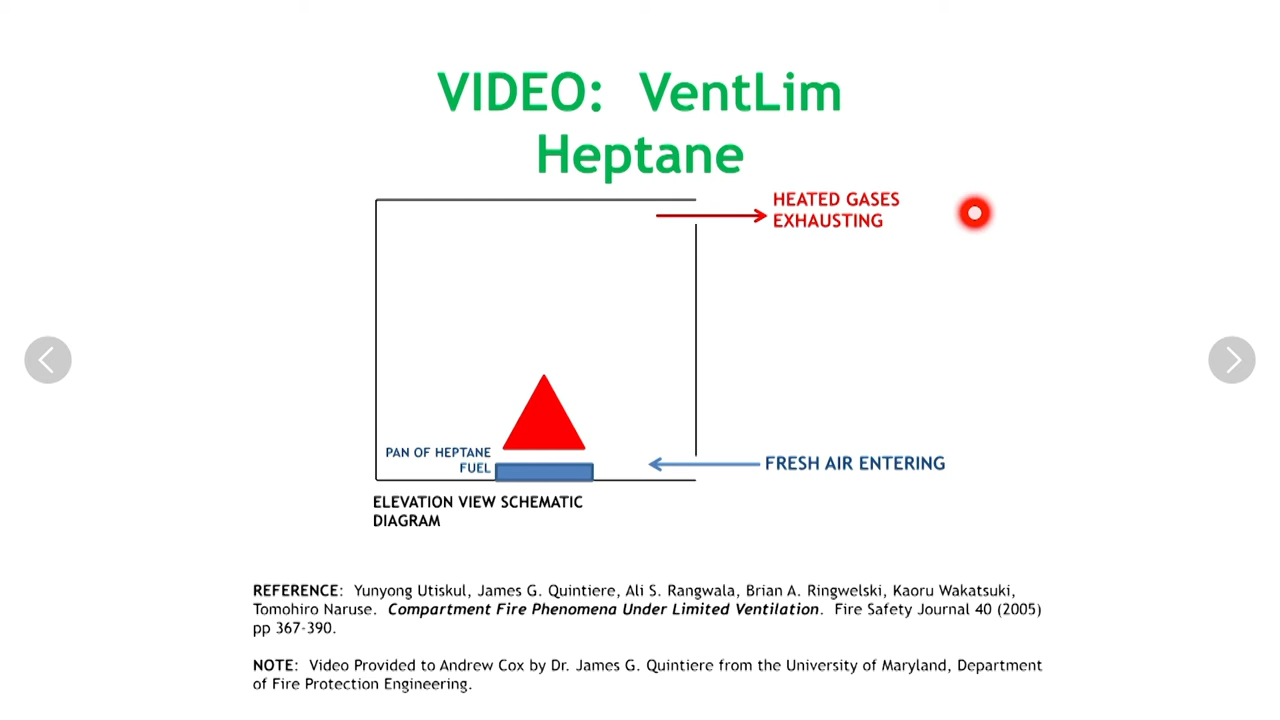 VIDEO: VentLim
Heptane
HEATED GASES
EXHAUSTING
PAN OF HEPTANE
FUEL
FRESH AIR ENTERING
ELEVATION VIEW SCHEMATIC
DIAGRAM
REFERENCE: Yunyong Utiskul, James G. Quintiere, Ali S. Rangwala, Brian A. Ringwelski, Kaoru Wakatsuki,
Tomohiro Naruse. Compartment Fire Phenomena Under Limited Ventilation. Fire Safety Journal 40 (2005)
pp 367-390.
NOTE: Video Provided to Andrew Cox by Dr. James G. Quintiere from the University of Maryland, Department
of Fire Protection Engineering.